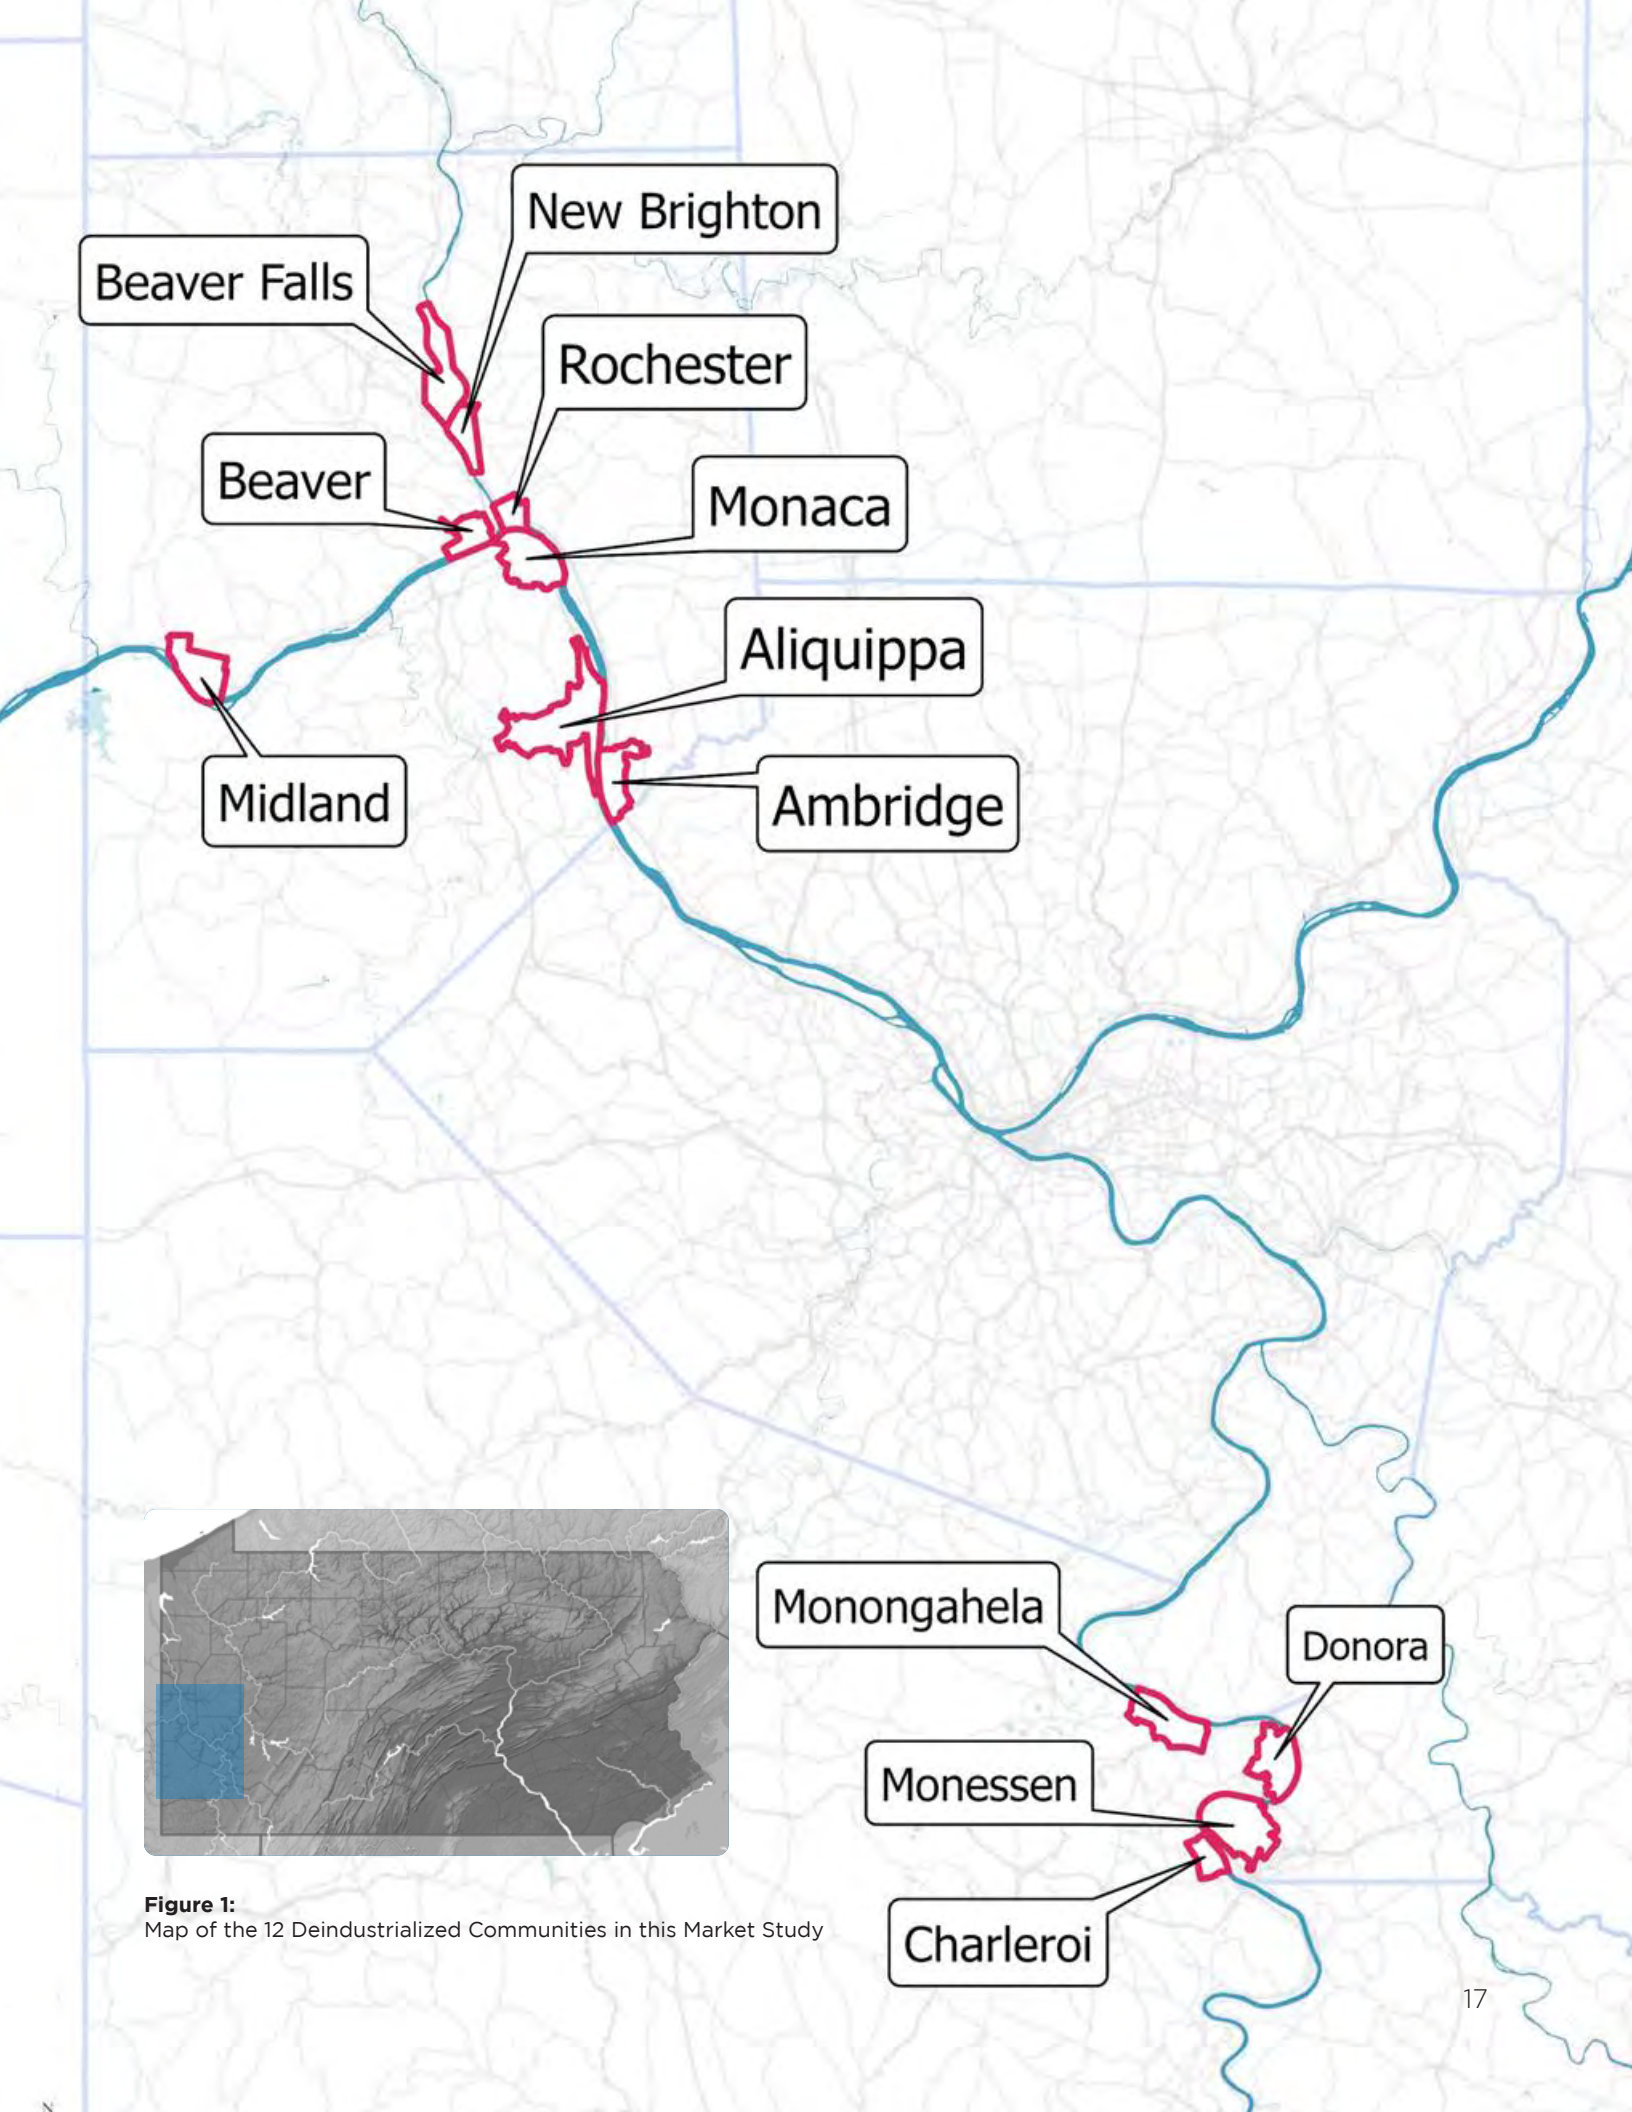 New Brighton
Beaver Falls
Rochester
Beaver
Monaca
Aliquippa
Midland
Ambridge
Monongahela
Donora
Monessen
Charleroi
Figure 1:
Map of the 12 Deindustrialized Communities in this Market Study
17